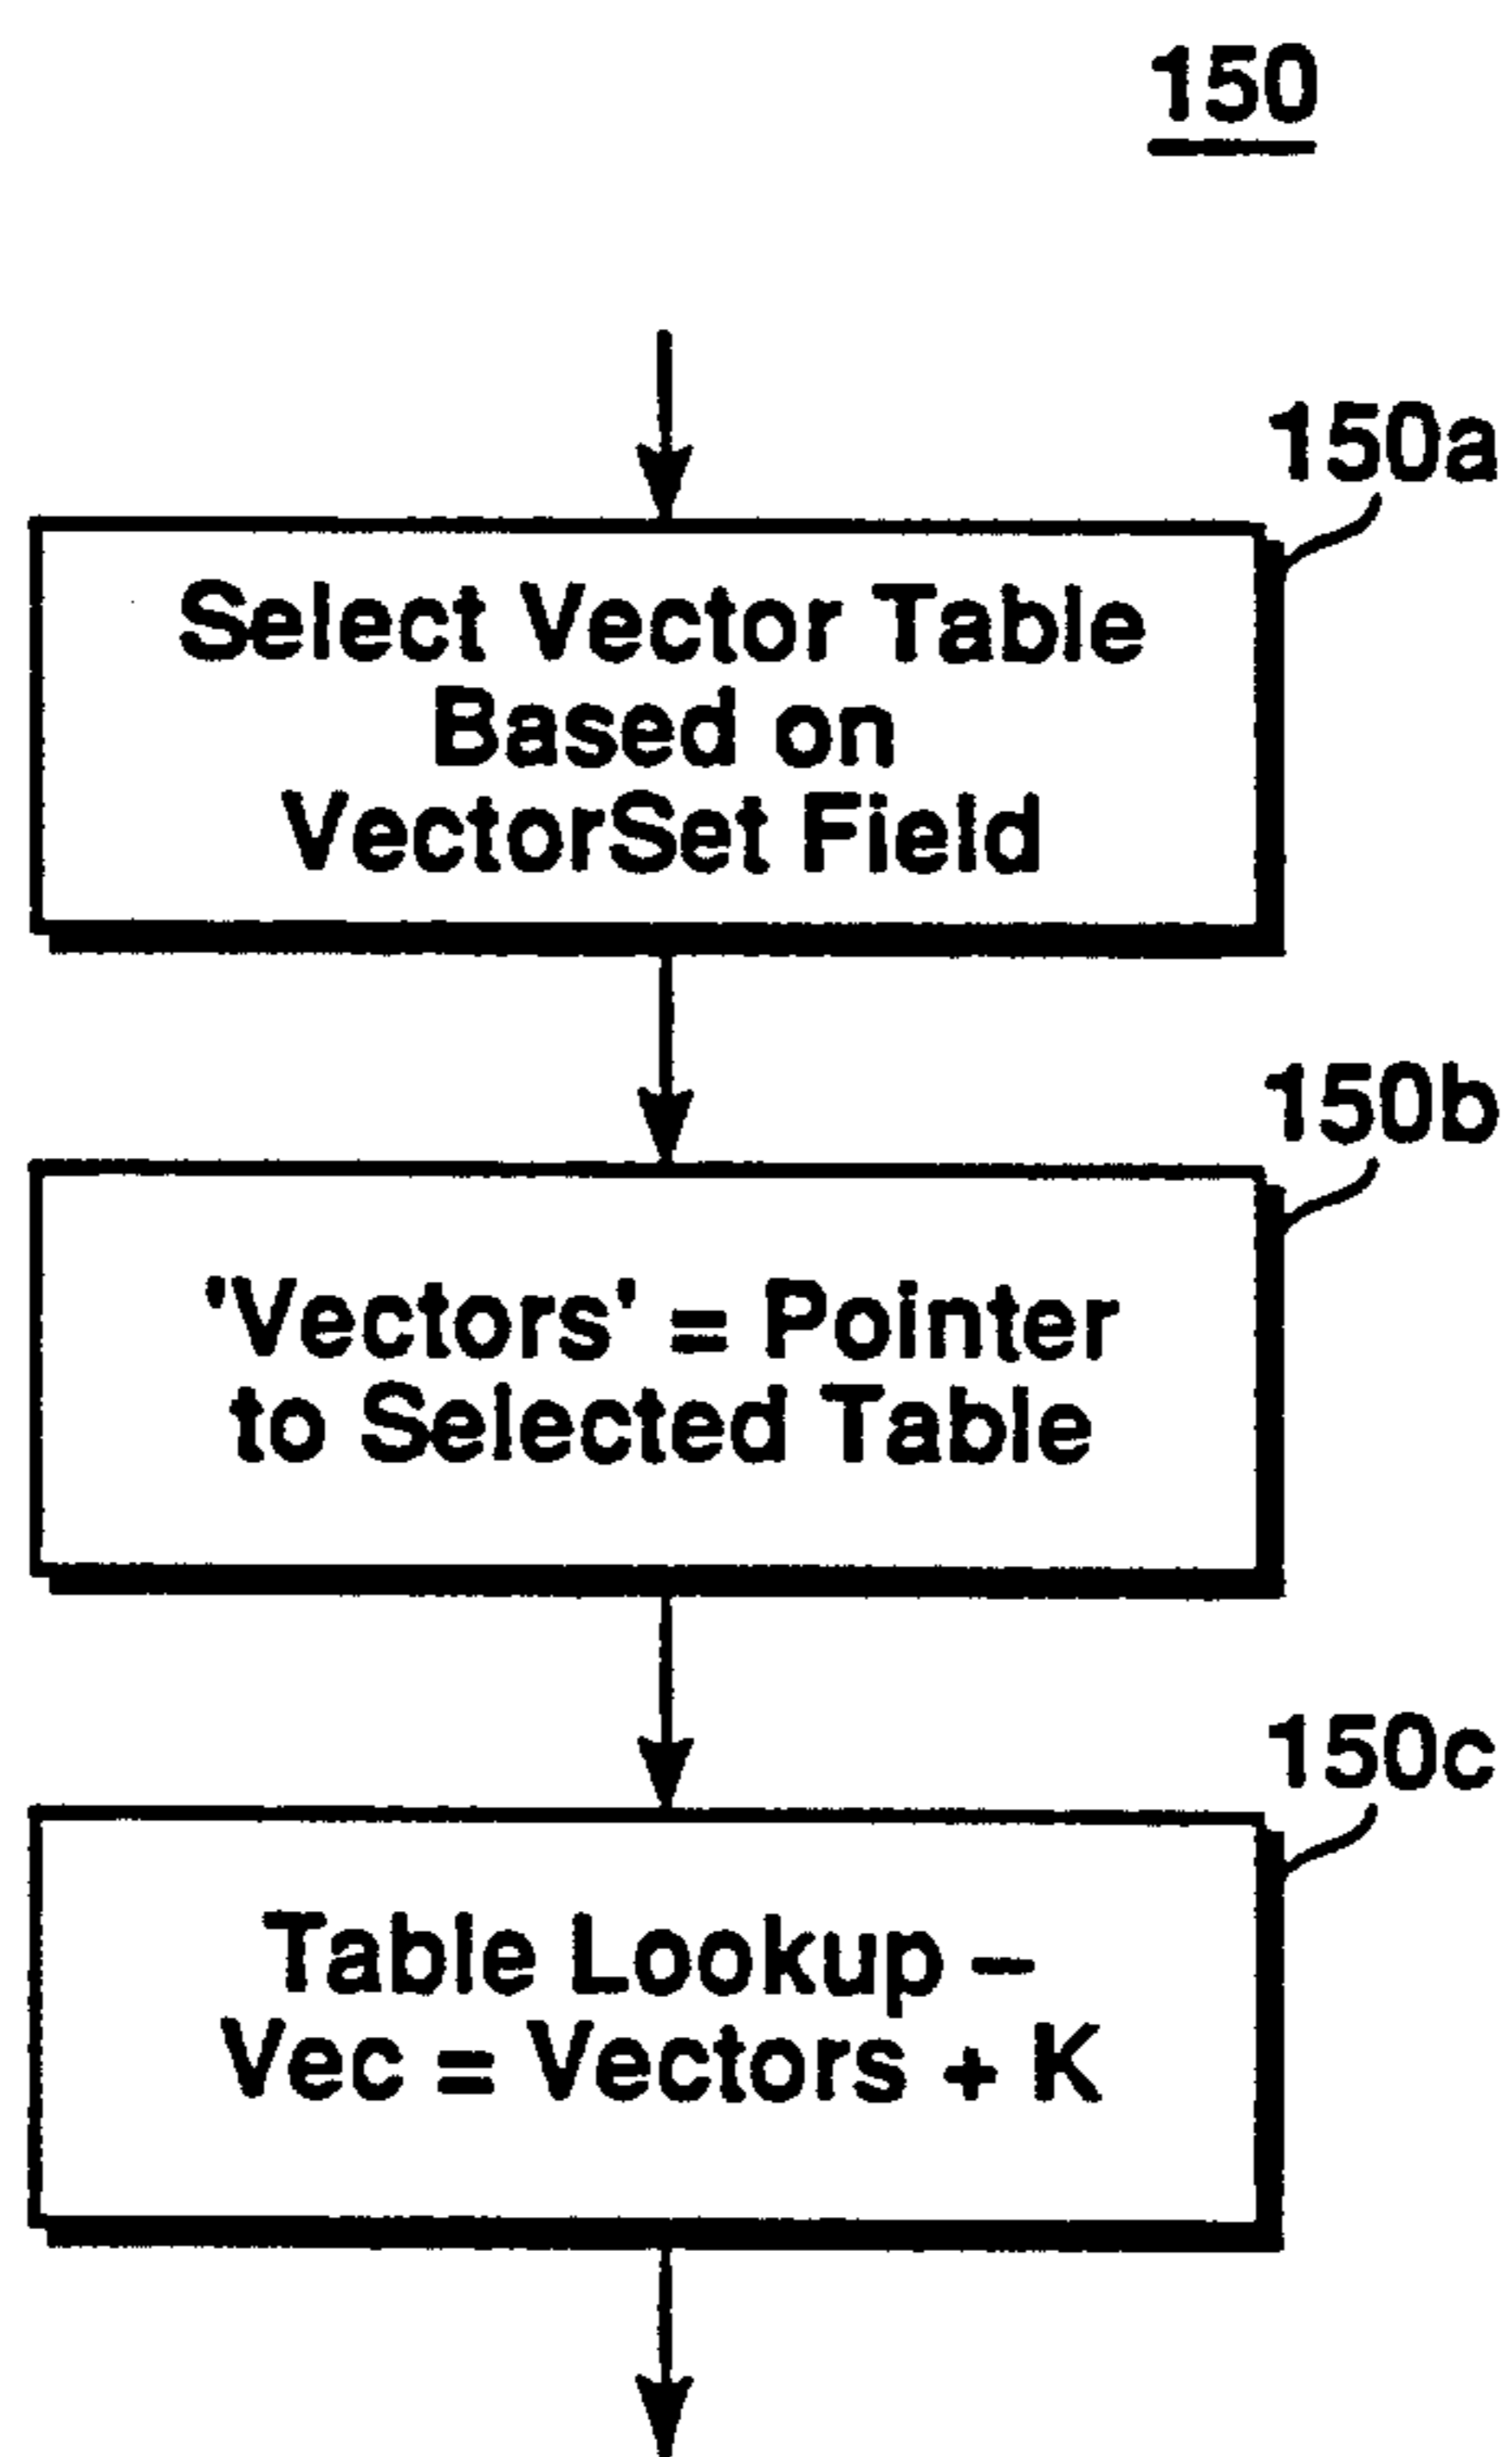 150
150a
Select Vector Table
Based on
VectorSet Field
150b
'Vectors' = Pointer
to Selected Table
150c
Table Lookup –
Vec = Vectors + K